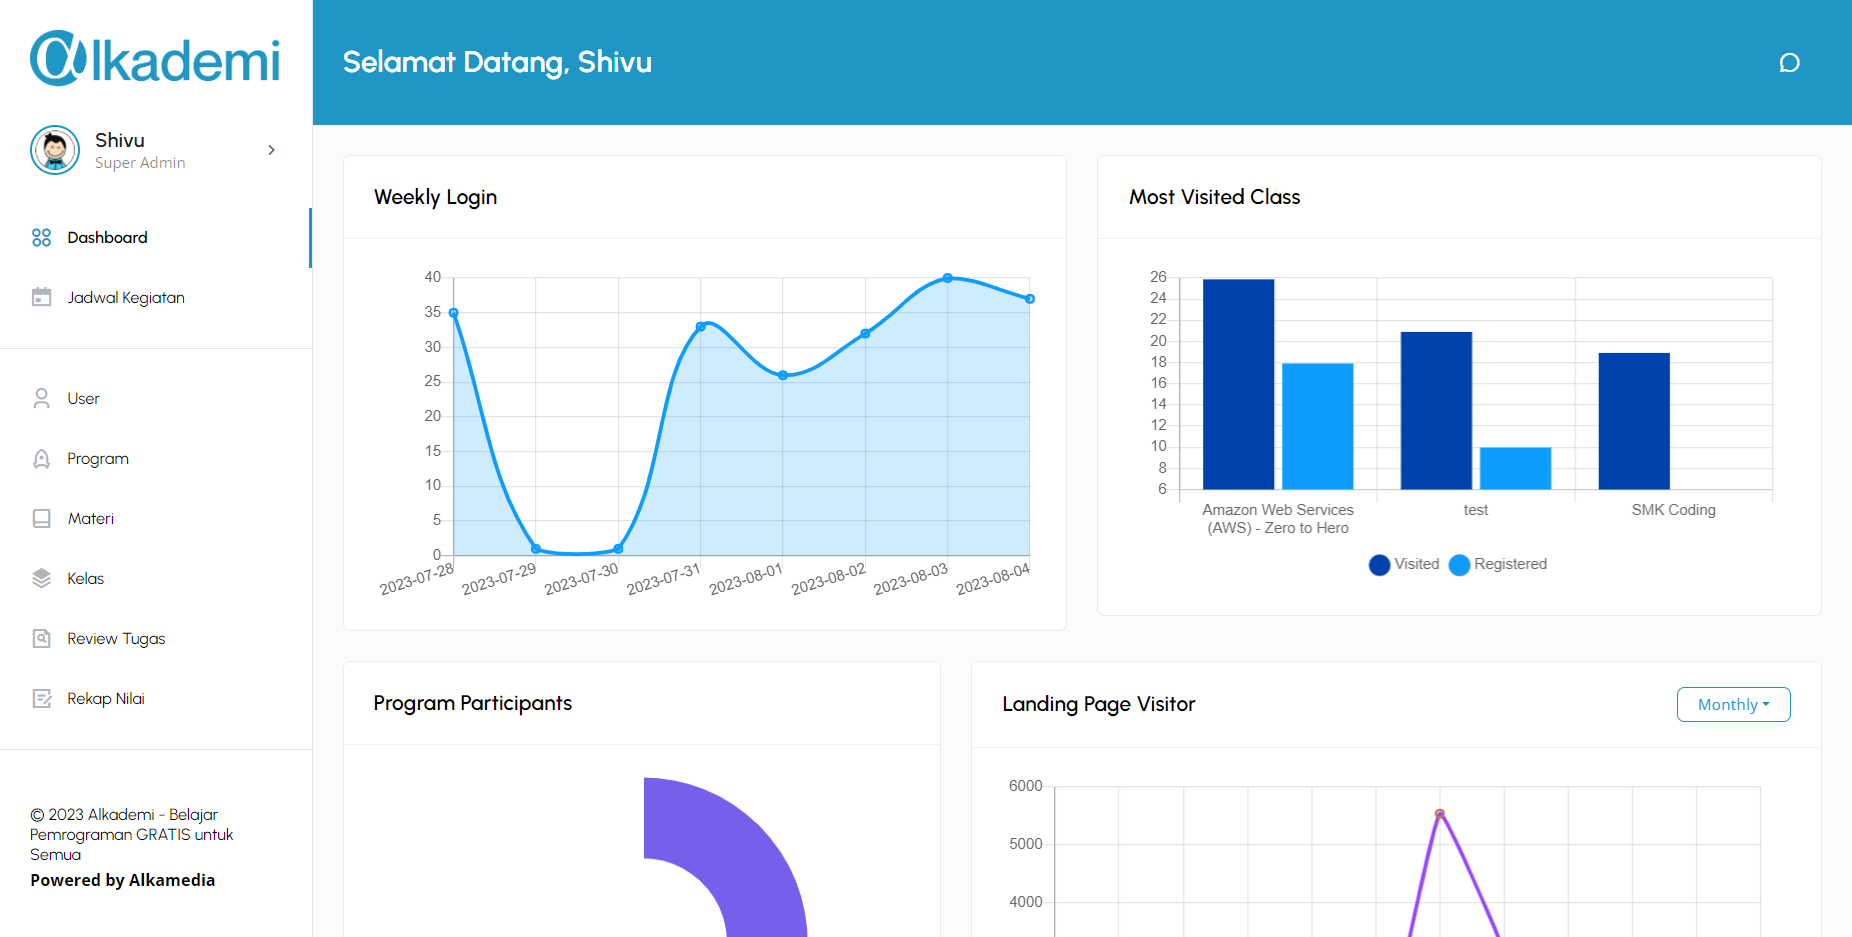 @lkademi
Shivu
Super Admin
Dashboard
Jadwal Kegiatan
User
Program
Materi
Kelas
Review Tugas
Rekap Nilai
© 2023 Alkademi - Belajar
Pemrograman GRATIS untuk
Semua
Powered by Alkamedia
Selamat Datang, Shivu
Weekly Login
40
35
30
25
20
15
10
5
0
2023-07-28
2023-07-29
2023-07-30
2023-07-31
2023-08-01
2023-08-02
2023-08-03
2023-08-04
Most Visited Class
26
24
22
20
18
16
14
12
10
8
6
Amazon Web Services
(AWS) - Zero to Hero
test
SMK Coding
Visited
Registered
Program Participants
Landing Page Visitor
Monthly
6000
5000
4000